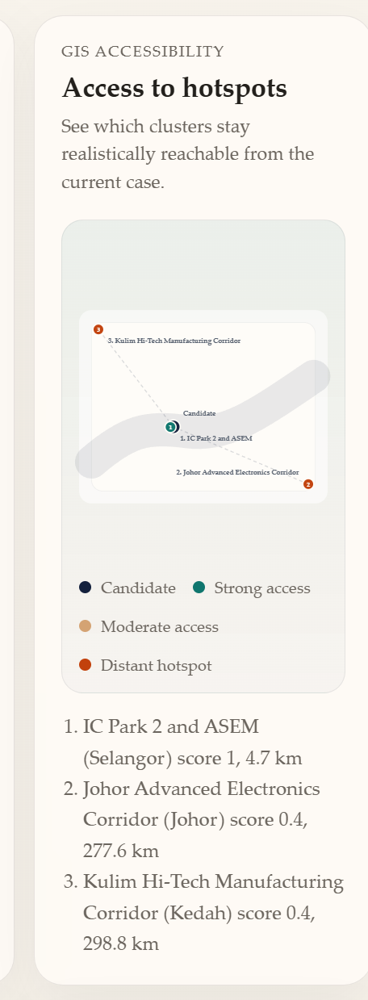 GIS ACCESSIBILITY
Access to hotspots
See which clusters stay
realistically reachable from the
current case.
3
3. Kulim Hi-Tech Manufacturing Corridor
Candidate
1
1. IC Park 2 and ASEM
2. Johor Advanced Electronics Corridor
2
Candidate
Strong access
Moderate access
Distant hotspot
1. IC Park 2 and ASEM
(Selangor) score 1, 4.7 km
2. Johor Advanced Electronics
Corridor (Johor) score 0.4,
277.6 km
3. Kulim Hi-Tech Manufacturing
Corridor (Kedah) score 0.4,
298.8 km